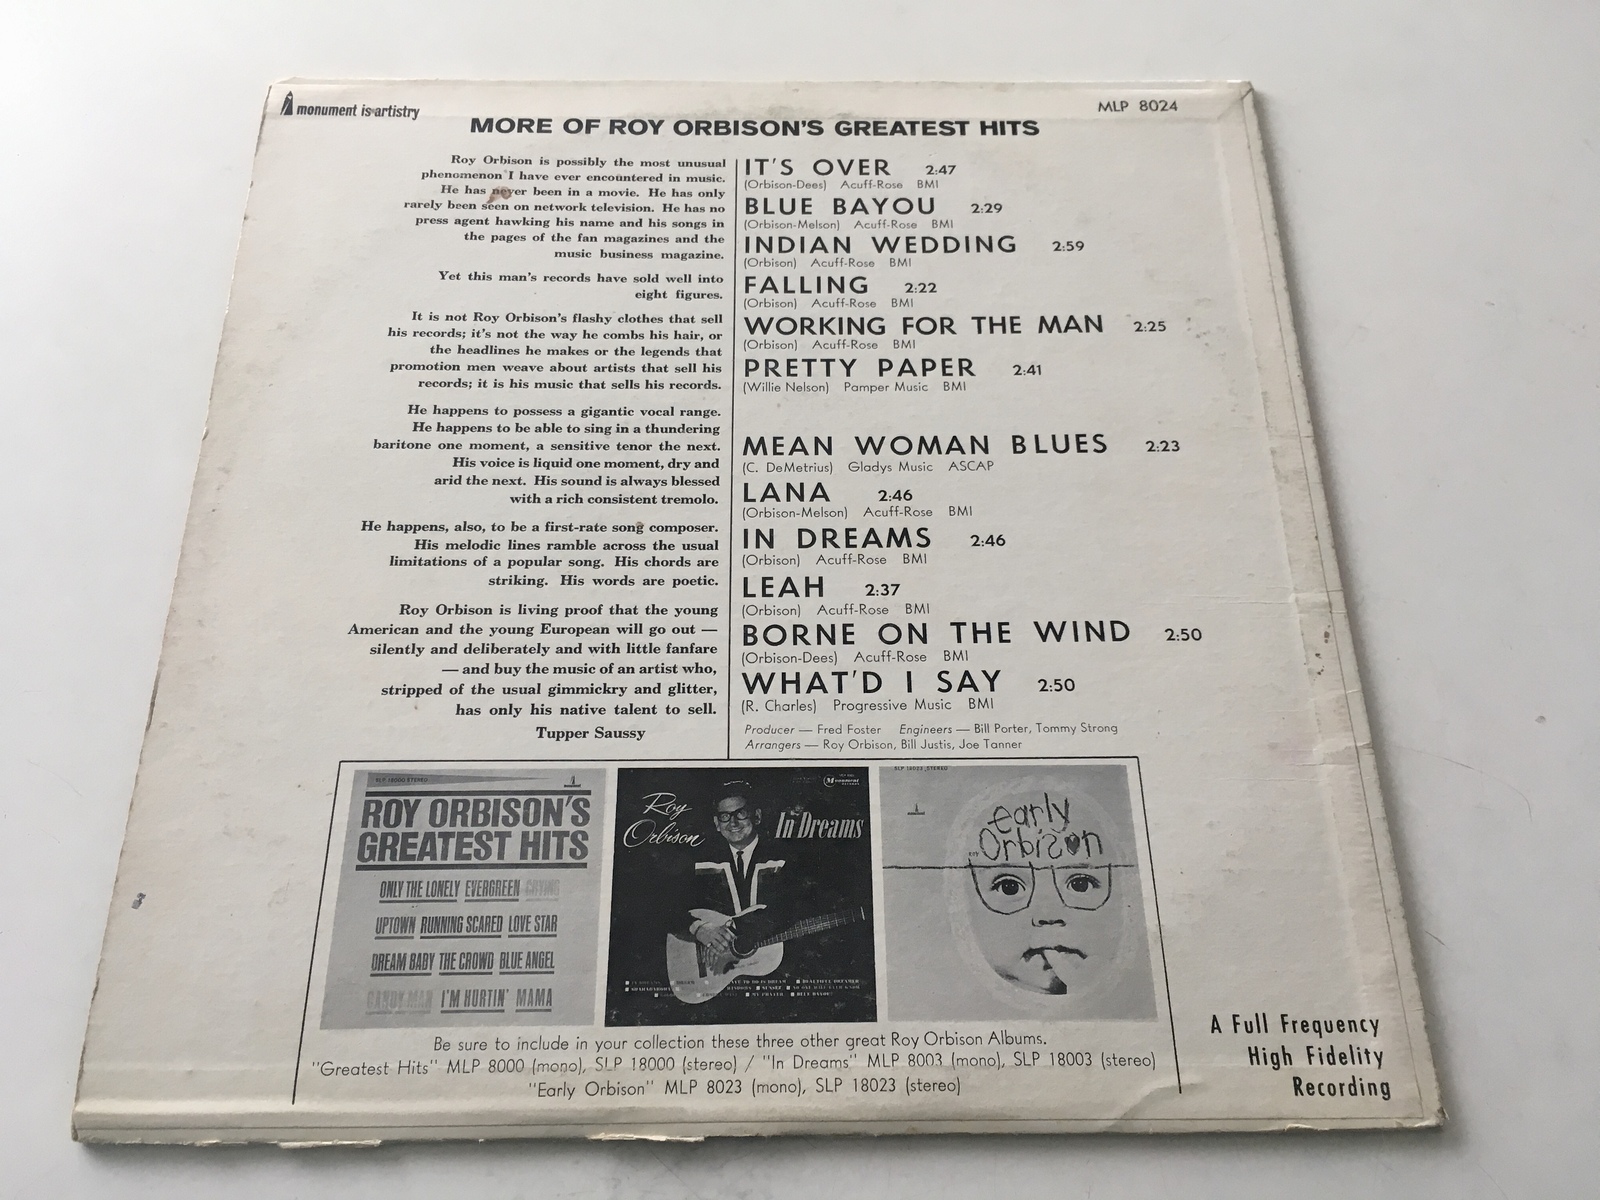 monument is artistry
MLP 8024
MORE OF ROY ORBISON'S GREATEST HITS
Roy Orbison is possibly the most unusual
phenomenon I have ever encountered in music.
He has never been in a movie. He has only
rarely been seen on network television. He has no
press agent hawking his name and his songs in
the pages of the fan magazines and the
music business magazine.
Yet this man's records have sold well into
eight figures.
It is not Roy Orbison's flashy clothes that sell
his records; it's not the way he combs his hair, or
the headlines he makes or the legends that
promotion men weave about artists that sell his
records; it is his music that sells his records.
He happens to possess a gigantic vocal range.
He happens to be able to sing in a thundering
baritone one moment, a sensitive tenor the next.
His voice is liquid one moment, dry and
arid the next. His sound is always blessed
with a rich consistent tremolo.
He happens, also, to be a first-rate song composer.
His melodic lines ramble across the usual
limitations of a popular song. His chords are
striking. His words are poetic.
Roy Orbison is living proof that the young
American and the young European will go out —
silently and deliberately and with little fanfare
— and buy the music of an artist who,
stripped of the usual gimmickry and glitter,
has only his native talent to sell.
Tupper Saussy
IT'S OVER 2:47
(Orbison-Dees) Acuff-Rose BMI
BLUE BAYOU 2:29
(Orbison-Melson) Acuff-Rose BMI
INDIAN WEDDING 2:59
(Orbison) Acuff-Rose BMI
FALLING 2:22
(Orbison) Acuff-Rose BMI
WORKING FOR THE MAN 2:25
(Orbison) Acuff-Rose BMI
PRETTY PAPER 2:41
(Willie Nelson) Pamper Music BMI
MEAN WOMAN BLUES 2:23
(C. DeMetrius) Gladys Music ASCAP
LANA 2:46
(Orbison-Melson) Acuff-Rose BMI
IN DREAMS 2:46
(Orbison) Acuff-Rose BMI
LEAH 2:37
(Orbison) Acuff-Rose BMI
BORNE ON THE WIND 2:50
(Orbison-Dees) Acuff-Rose BMI
WHAT'D I SAY 2:50
(R. Charles) Progressive Music BMI
Producer — Fred Foster Engineers — Bill Porter, Tommy Strong
Arrangers — Roy Orbison, Bill Justis, Joe Tanner
SLP 18000 STEREO
ROY ORBISON'S
GREATEST HITS
ONLY THE LONELY EVERGREEN CRYING
UPTOWN RUNNING SCARED LOVE STAR
DREAM BABY THE CROWD BLUE ANGEL
CANDY MAN I'M HURTIN' MAMA
Roy
Orbison
In Dreams
Monument
SLP 18023 STEREO
early
ROY Orbison
Be sure to include in your collection these three other great Roy Orbison Albums.
"Greatest Hits" MLP 8000 (mono), SLP 18000 (stereo) / "In Dreams" MLP 8003 (mono), SLP 18003 (stereo)
"Early Orbison" MLP 8023 (mono), SLP 18023 (stereo)
A Full Frequency
High Fidelity
Recording